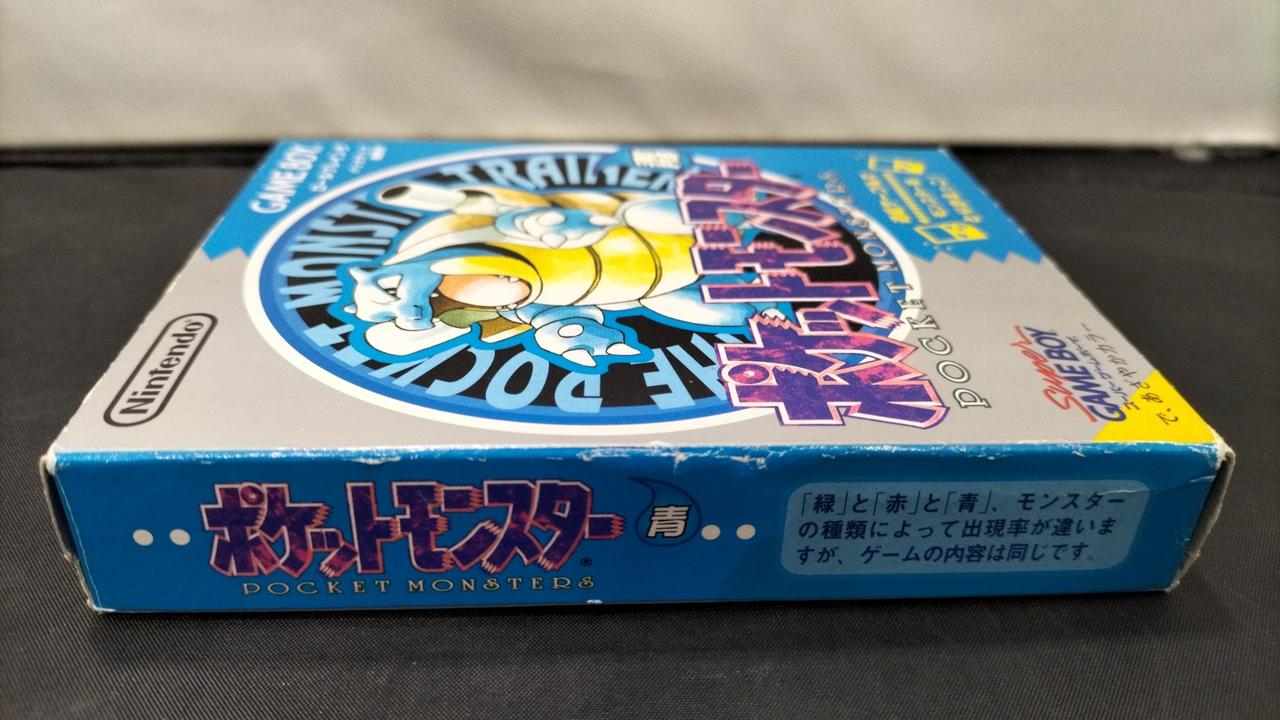 GAME BOY
Nintendo
POCKET MONSTERS TRAINER
青
ポケットモンスター
POCKET MONSTERS
Super
GAME BOY
ポケットモンスター
青
POCKET MONSTERS
「緑」と「赤」と「青」、モンスター
の種類によって出現率が違いま
すが、ゲームの内容は同じです。